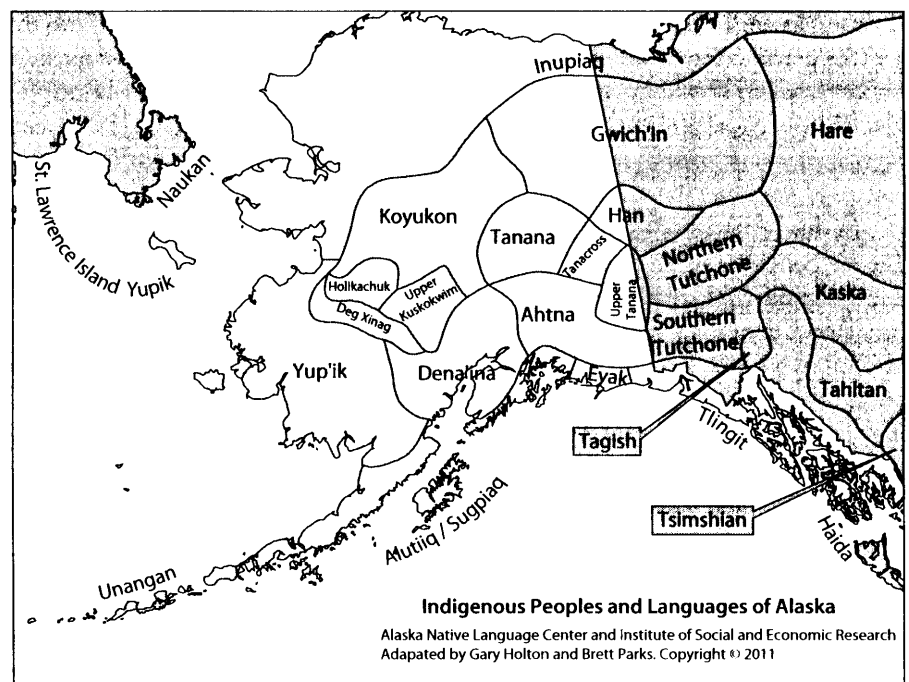 Inupiaq
Gwich'in
Hare
St. Lawrence Island Yupik
Naukan
Koyukon
Han
Tanana
Tanacross
Northern
Tutchone
Holikachuk
Upper
Kuskokwim
Deg Xinag
Upper
Tanana
Kaska
Ahtna
Southern
Tutchone
Yup'ik
Denaina
Eyak
Tahltan
Tagish
Tlingit
Tsimshian
Haida
Alutiiq / Sugpiaq
Unangan
Indigenous Peoples and Languages of Alaska
Alaska Native Language Center and Institute of Social and Economic Research
Adapated by Gary Holton and Brett Parks. Copyright © 2011